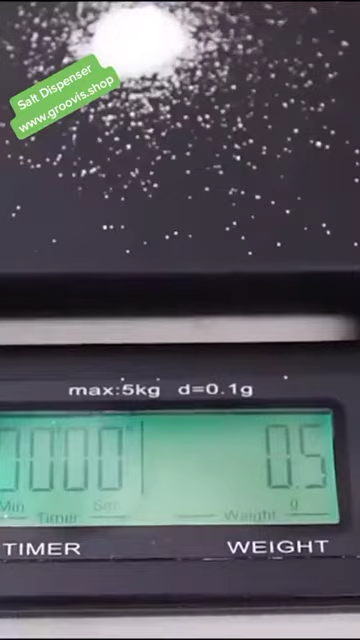 Salt Dispenser
www.groovis.shop
max:5kg d=0.1g
0000 0.5
Min Sec g
Timer Weight
TIMER WEIGHT